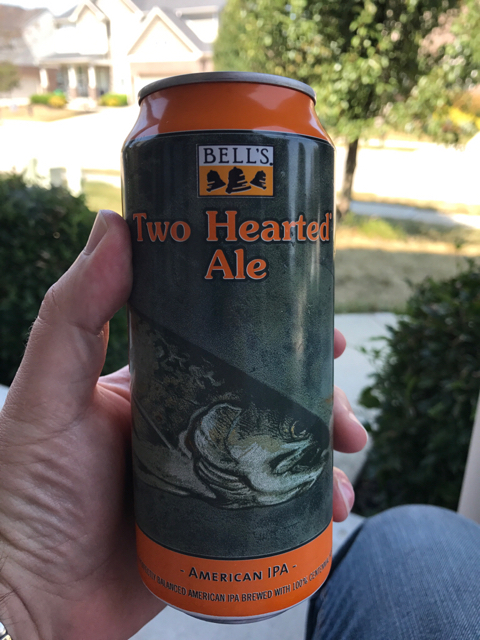 BELL'S
Two Hearted
Ale
- AMERICAN IPA -
BALANCED AMERICAN IPA BREWED WITH 100%